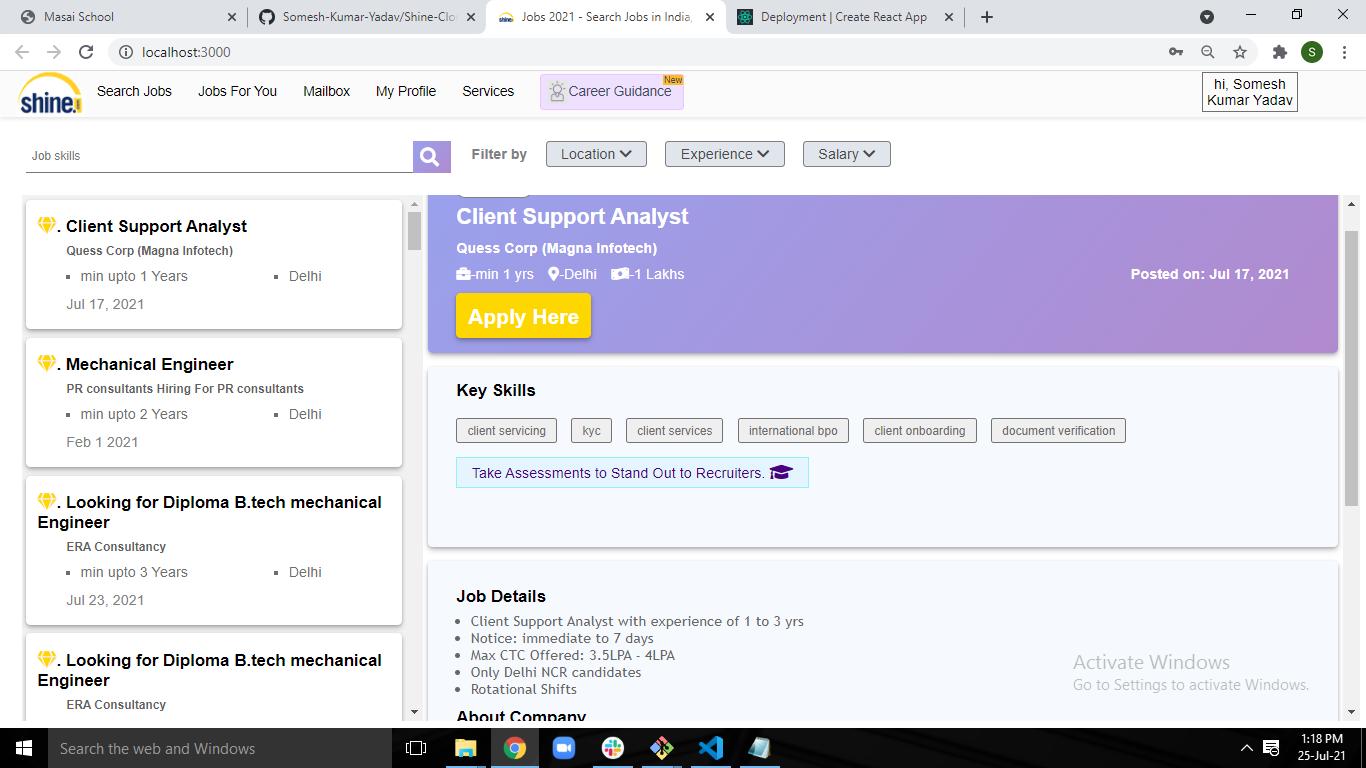 Masai School
Somesh-Kumar-Yadav/Shine-Clo
Jobs 2021 - Search Jobs in India,
Deployment | Create React App
localhost:3000
S
shine.
Search Jobs
Jobs For You
Mailbox
My Profile
Services
Career Guidance
New
hi, Somesh
Kumar Yadav
Job skills
Filter by
Location
Experience
Salary
. Client Support Analyst
Quess Corp (Magna Infotech)
min upto 1 Years
Delhi
Jul 17, 2021
. Mechanical Engineer
PR consultants Hiring For PR consultants
min upto 2 Years
Delhi
Feb 1 2021
. Looking for Diploma B.tech mechanical
Engineer
ERA Consultancy
min upto 3 Years
Delhi
Jul 23, 2021
. Looking for Diploma B.tech mechanical
Engineer
ERA Consultancy
Client Support Analyst
Quess Corp (Magna Infotech)
-min 1 yrs
-Delhi
-1 Lakhs
Posted on: Jul 17, 2021
Apply Here
Key Skills
client servicing
kyc
client services
international bpo
client onboarding
document verification
Take Assessments to Stand Out to Recruiters.
Job Details
Client Support Analyst with experience of 1 to 3 yrs
Notice: immediate to 7 days
Max CTC Offered: 3.5LPA - 4LPA
Only Delhi NCR candidates
Rotational Shifts
About Company
Activate Windows
Go to Settings to activate Windows.
Search the web and Windows
1:18 PM
25-Jul-21